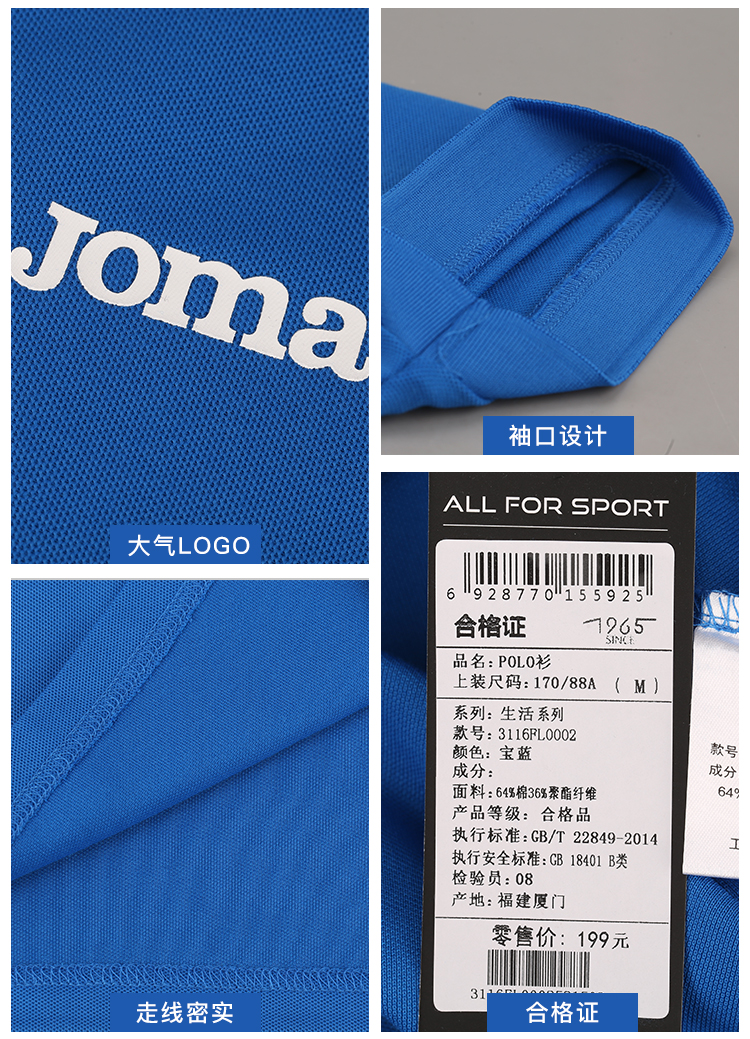 Joma
大气LOGO
袖口设计
走线密实
ALL FOR SPORT
6 928770 155925
合格证
1965
SINCE
品名: POLO衫
上装尺码: 170/88A ( M )
系列: 生活系列
款号: 3116FL0002
颜色: 宝蓝
成分:
面料: 64%棉36%聚酯纤维
产品等级: 合格品
执行标准: GB/T 22849-2014
执行安全标准: GB 18401 B类
检验员: 08
产地: 福建厦门
零售价: 199元
款号
成分
64%
合格证